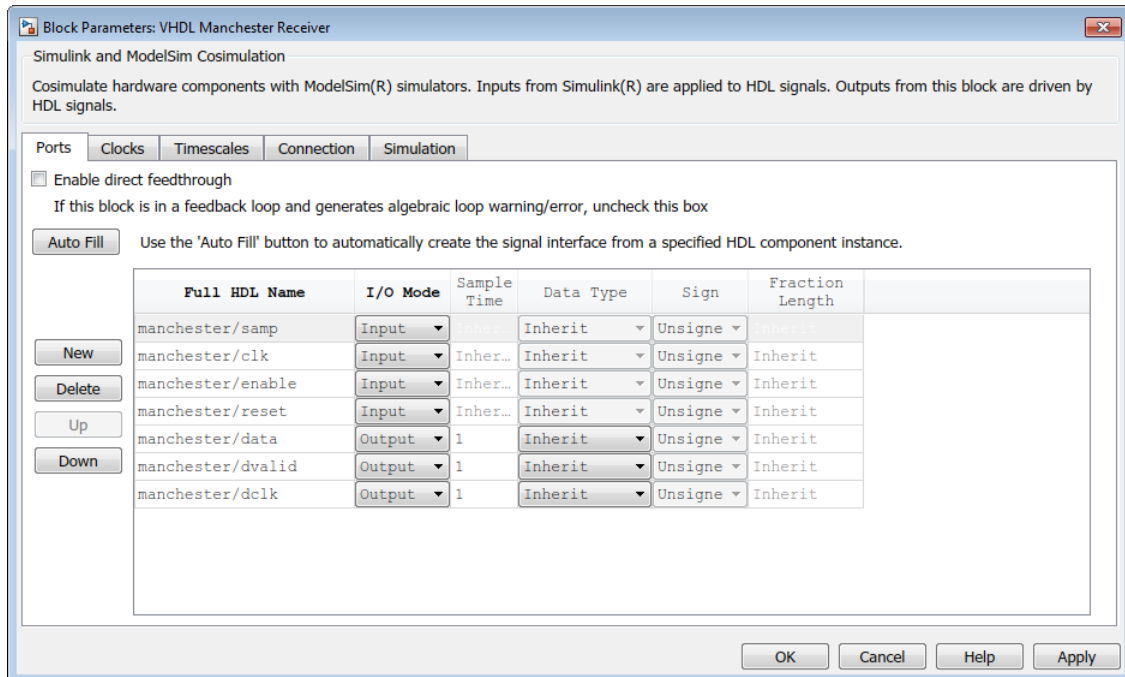 Block Parameters: VHDL Manchester Receiver
Simulink and ModelSim Cosimulation
Cosimulate hardware components with ModelSim(R) simulators. Inputs from Simulink(R) are applied to HDL signals. Outputs from this block are driven by
HDL signals.
Ports Clocks Timescales Connection Simulation
Enable direct feedthrough
If this block is in a feedback loop and generates algebraic loop warning/error, uncheck this box
Auto Fill Use the 'Auto Fill' button to automatically create the signal interface from a specified HDL component instance.
Full HDL Name I/O Mode Sample Time Data Type Sign Fraction Length
manchester/samp Input Inher... Inherit Unsigne Inherit
New manchester/clk Input Inher... Inherit Unsigne Inherit
Delete manchester/enable Input Inher... Inherit Unsigne Inherit
manchester/reset Input Inher... Inherit Unsigne Inherit
Up
manchester/data Output 1 Inherit Unsigne Inherit
Down manchester/dvalid Output 1 Inherit Unsigne Inherit
manchester/dclk Output 1 Inherit Unsigne Inherit
OK Cancel Help Apply